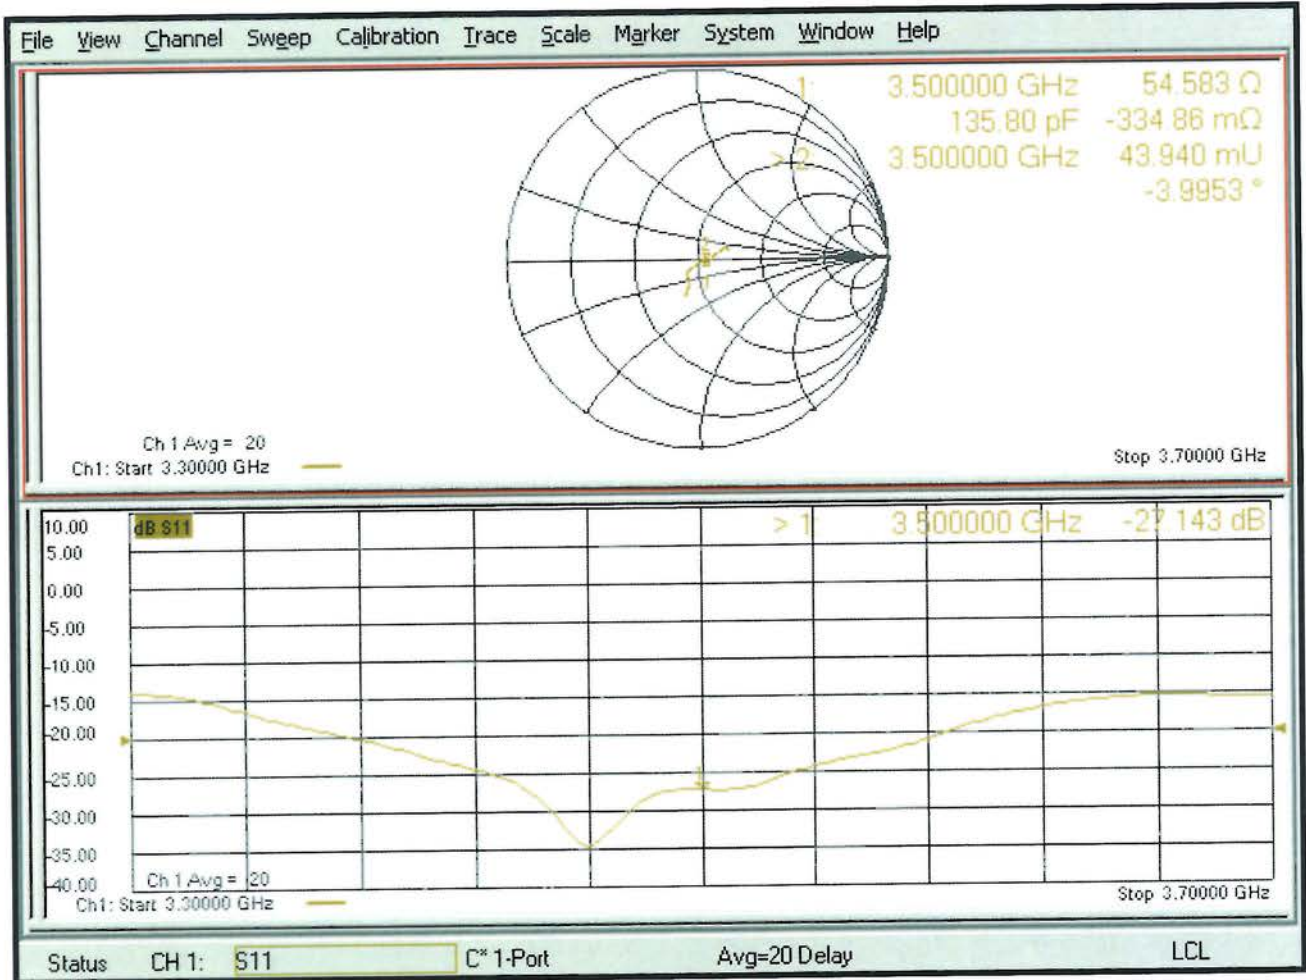 File View Channel Sweep Calibration Trace Scale Marker System Window Help
1: 3.500000 GHz 54.583 Ω
135.80 pF -334.86 mΩ
> 2: 3.500000 GHz 43.940 mU
-3.9953 °
Ch 1 Avg = 20
Ch1: Start 3.30000 GHz
Stop 3.70000 GHz
10.00
dB S11
> 1: 3.500000 GHz -27.143 dB
5.00
0.00
-5.00
-10.00
-15.00
-20.00
-25.00
1
-30.00
-35.00
-40.00
Ch 1 Avg = 20
Ch1: Start 3.30000 GHz
Stop 3.70000 GHz
Status CH 1: S11 C* 1-Port Avg=20 Delay LCL